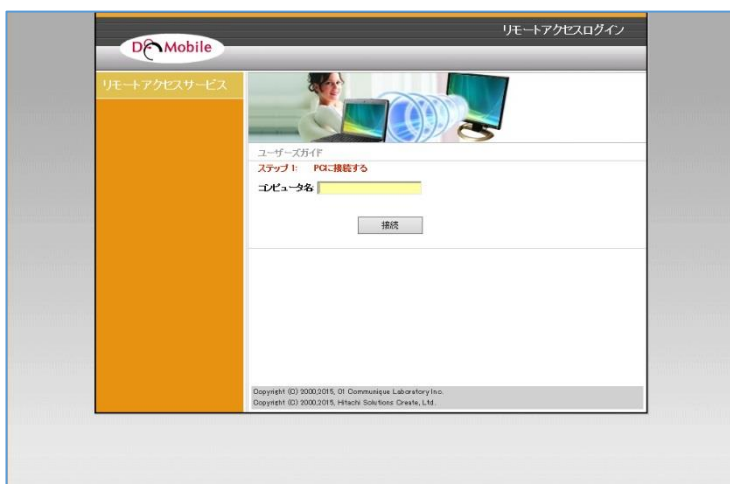 リモートアクセスログイン
DoMobile
リモートアクセスサービス
ユーザーズガイド
ステップ 1: PCに接続する
コンピュータ名:
接続
Copyright (C) 2000,2015, 01 Communique Laboratory Inc.
Copyright (C) 2000,2015, Hitachi Solutions Create, Ltd.